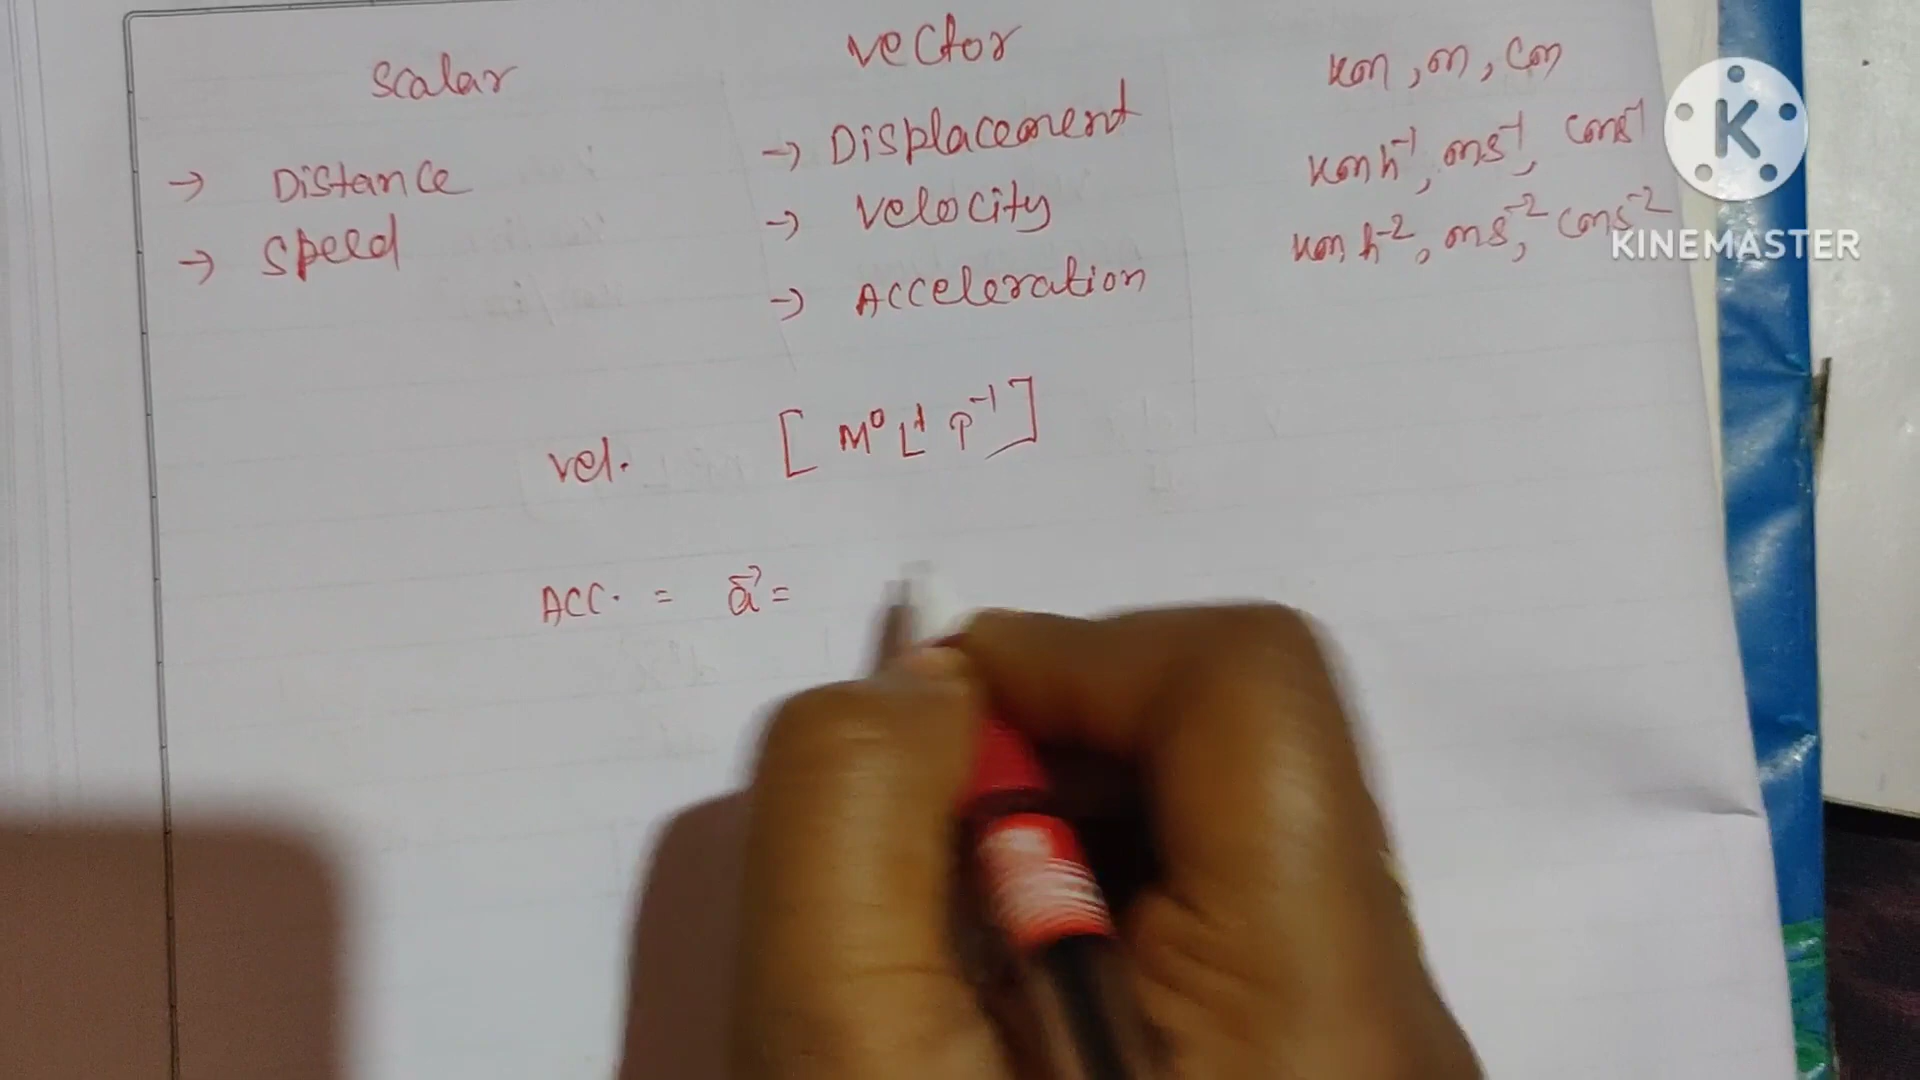 Scalar Vector km, m, cm
→ Distance → Displacement kmh⁻¹, ms⁻¹, cms⁻¹
→ Speed → Velocity kmh⁻², ms⁻², cms⁻²
→ Acceleration
vel. [M⁰ L¹ T⁻¹]
Acc. = a⃗ =
K
KINEMASTER